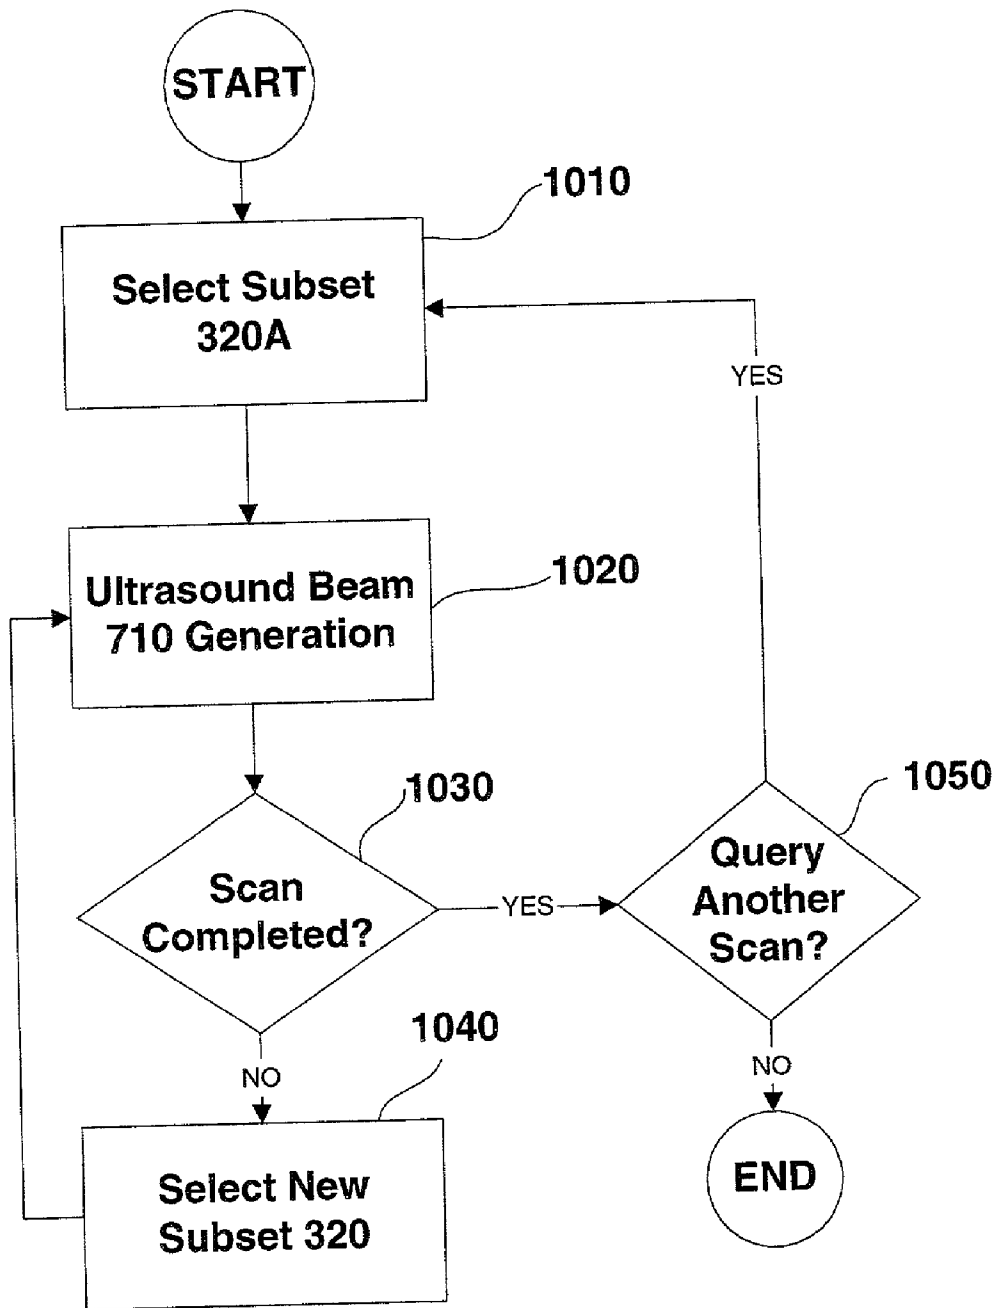 START
1010
Select Subset
320A
YES
Ultrasound Beam
710 Generation
1020
1030
Scan
Completed?
YES
1050
Query
Another
Scan?
NO
1040
Select New
Subset 320
NO
END